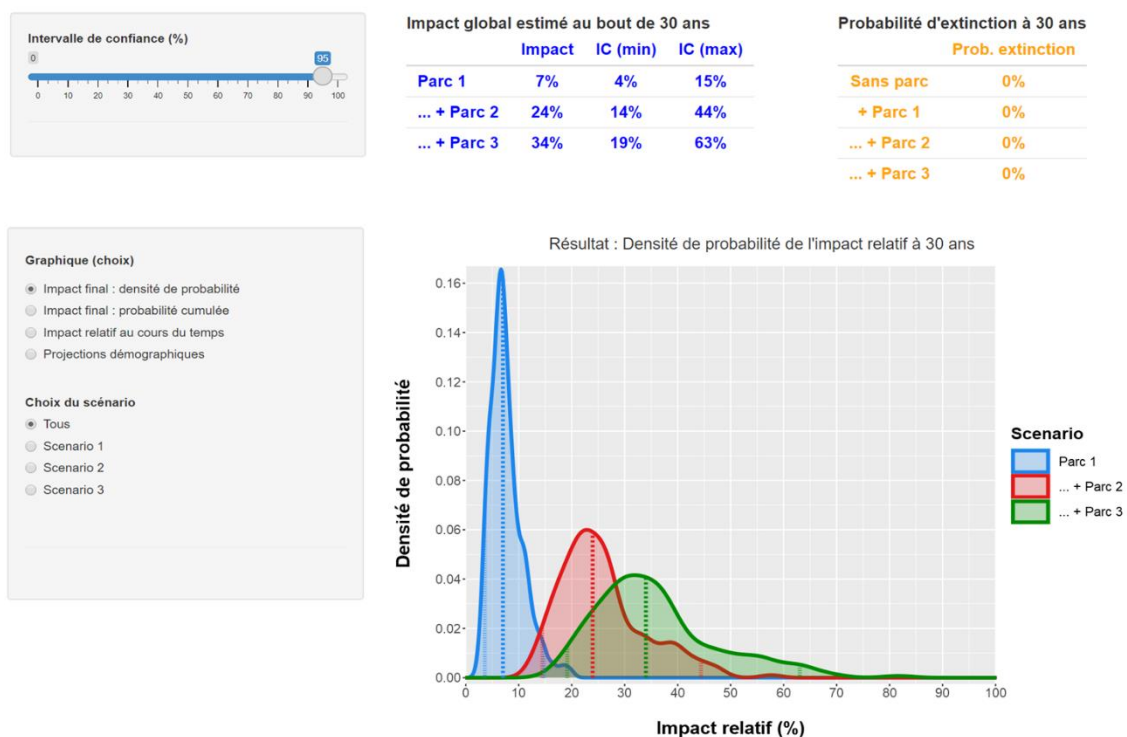 Intervalle de confiance (%)
0 95
0 10 20 30 40 50 60 70 80 90 100
Impact global estimé au bout de 30 ans
Impact IC (min) IC (max)
Parc 1 7% 4% 15%
... + Parc 2 24% 14% 44%
... + Parc 3 34% 19% 63%
Probabilité d'extinction à 30 ans
Prob. extinction
Sans parc 0%
+ Parc 1 0%
... + Parc 2 0%
... + Parc 3 0%
Graphique (choix)
Impact final : densité de probabilité
Impact final : probabilité cumulée
Impact relatif au cours du temps
Projections démographiques
Choix du scénario
Tous
Scenario 1
Scenario 2
Scenario 3
Résultat : Densité de probabilité de l'impact relatif à 30 ans
Densité de probabilité
0.16
0.14
0.12
0.10
0.08
0.06
0.04
0.02
0.00
0 10 20 30 40 50 60 70 80 90 100
Impact relatif (%)
Scenario
Parc 1
... + Parc 2
... + Parc 3